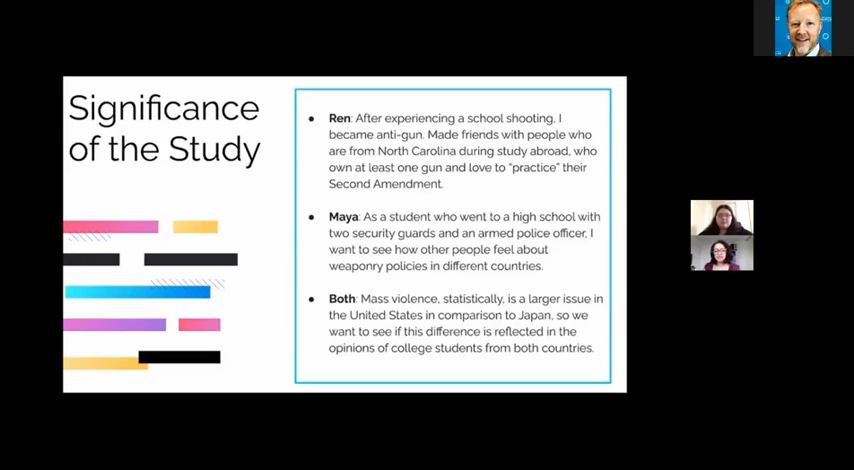 Significance
of the Study
● Ren: After experiencing a school shooting, I
became anti-gun. Made friends with people who
are from North Carolina during study abroad, who
own at least one gun and love to “practice” their
Second Amendment.
● Maya: As a student who went to a high school with
two security guards and an armed police officer, I
want to see how other people feel about
weaponry policies in different countries.
● Both: Mass violence, statistically, is a larger issue in
the United States in comparison to Japan, so we
want to see if this difference is reflected in the
opinions of college students from both countries.